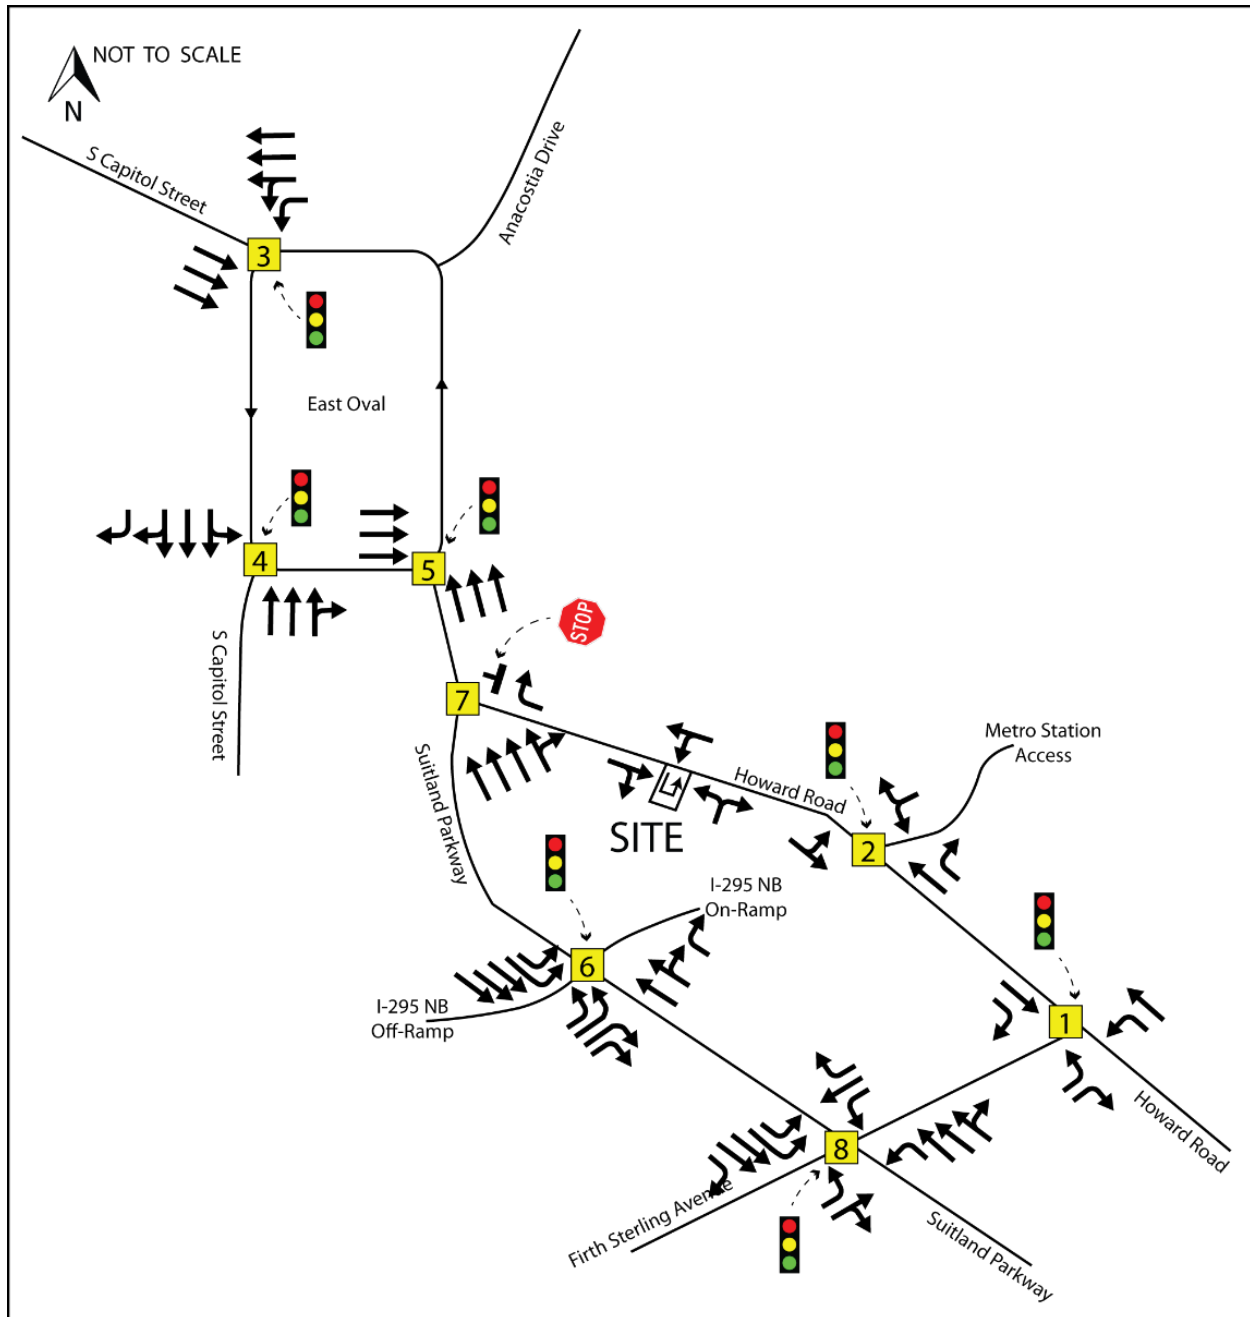 NOT TO SCALE
N
S Capitol Street
Anacostia Drive
3
East Oval
4
5
STOP
S Capitol Street
7
Metro Station
Access
Suitland Parkway
Howard Road
SITE
2
I-295 NB
On-Ramp
6
I-295 NB
Off-Ramp
1
Howard Road
8
Firth Sterling Avenue
Suitland Parkway